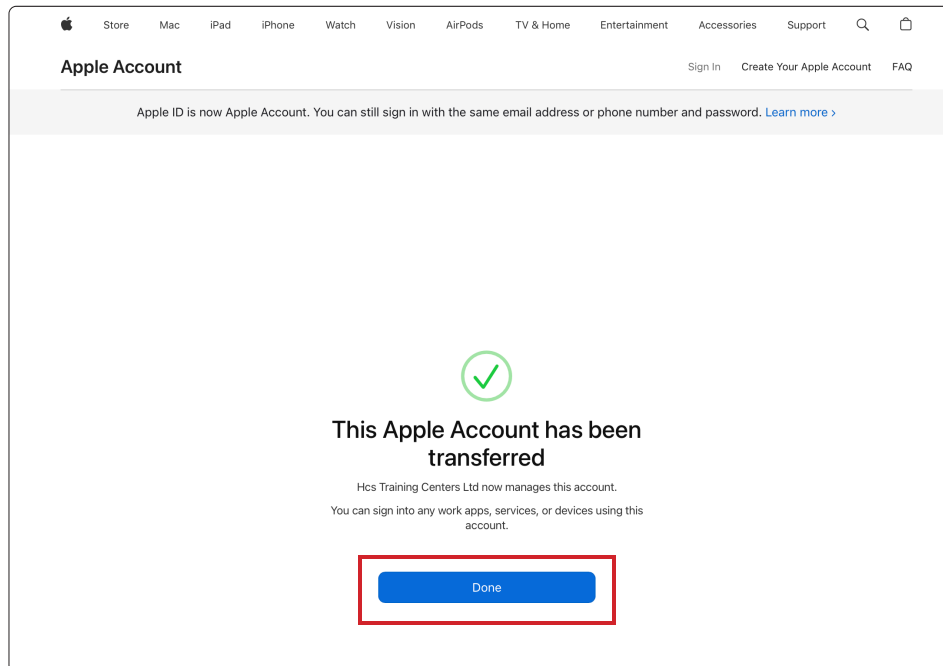 Store Mac iPad iPhone Watch Vision AirPods TV & Home Entertainment Accessories Support
Apple Account Sign In Create Your Apple Account FAQ
Apple ID is now Apple Account. You can still sign in with the same email address or phone number and password. Learn more >
This Apple Account has been
transferred
Hcs Training Centers Ltd now manages this account.
You can sign into any work apps, services, or devices using this
account.
Done